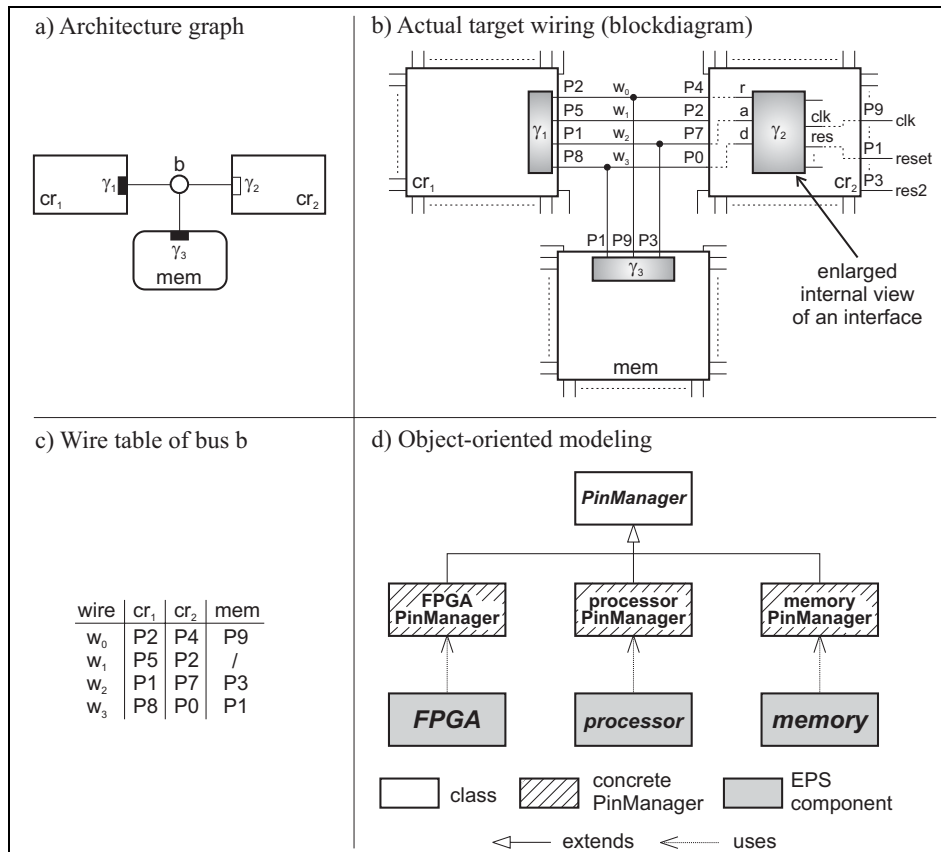 a) Architecture graph
γ₁ b γ₂
cr₁ cr₂
γ₃
mem
b) Actual target wiring (blockdiagram)
P2 w₀ P4 r
P5 w₁ P2 a
P1 w₂ P7 d
P8 w₃ P0
γ₁ γ₂
cr₁ cr₂
clk P9 clk
res P1 reset
P3 res2
P1 P9 P3
γ₃
mem
enlarged
internal view
of an interface
c) Wire table of bus b
wire cr₁ cr₂ mem
w₀ P2 P4 P9
w₁ P5 P2 /
w₂ P1 P7 P3
w₃ P8 P0 P1
d) Object-oriented modeling
PinManager
FPGA
PinManager
processor
PinManager
memory
PinManager
FPGA
processor
memory
class
concrete
PinManager
EPS
component
extends
uses